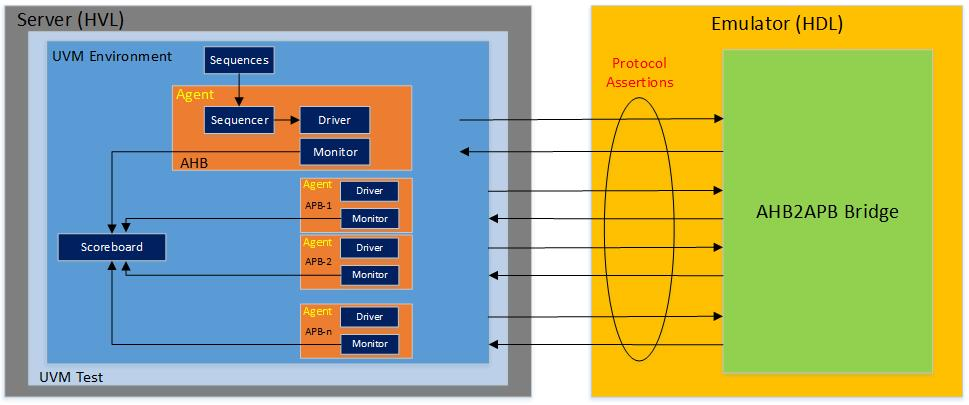 Server (HVL)
Emulator (HDL)
UVM Environment
Sequences
Protocol
Assertions
Agent
Sequencer
Driver
Monitor
AHB
Agent
Driver
APB-1
Monitor
AHB2APB Bridge
Agent
Driver
APB-2
Monitor
Scoreboard
Agent
Driver
APB-n
Monitor
UVM Test